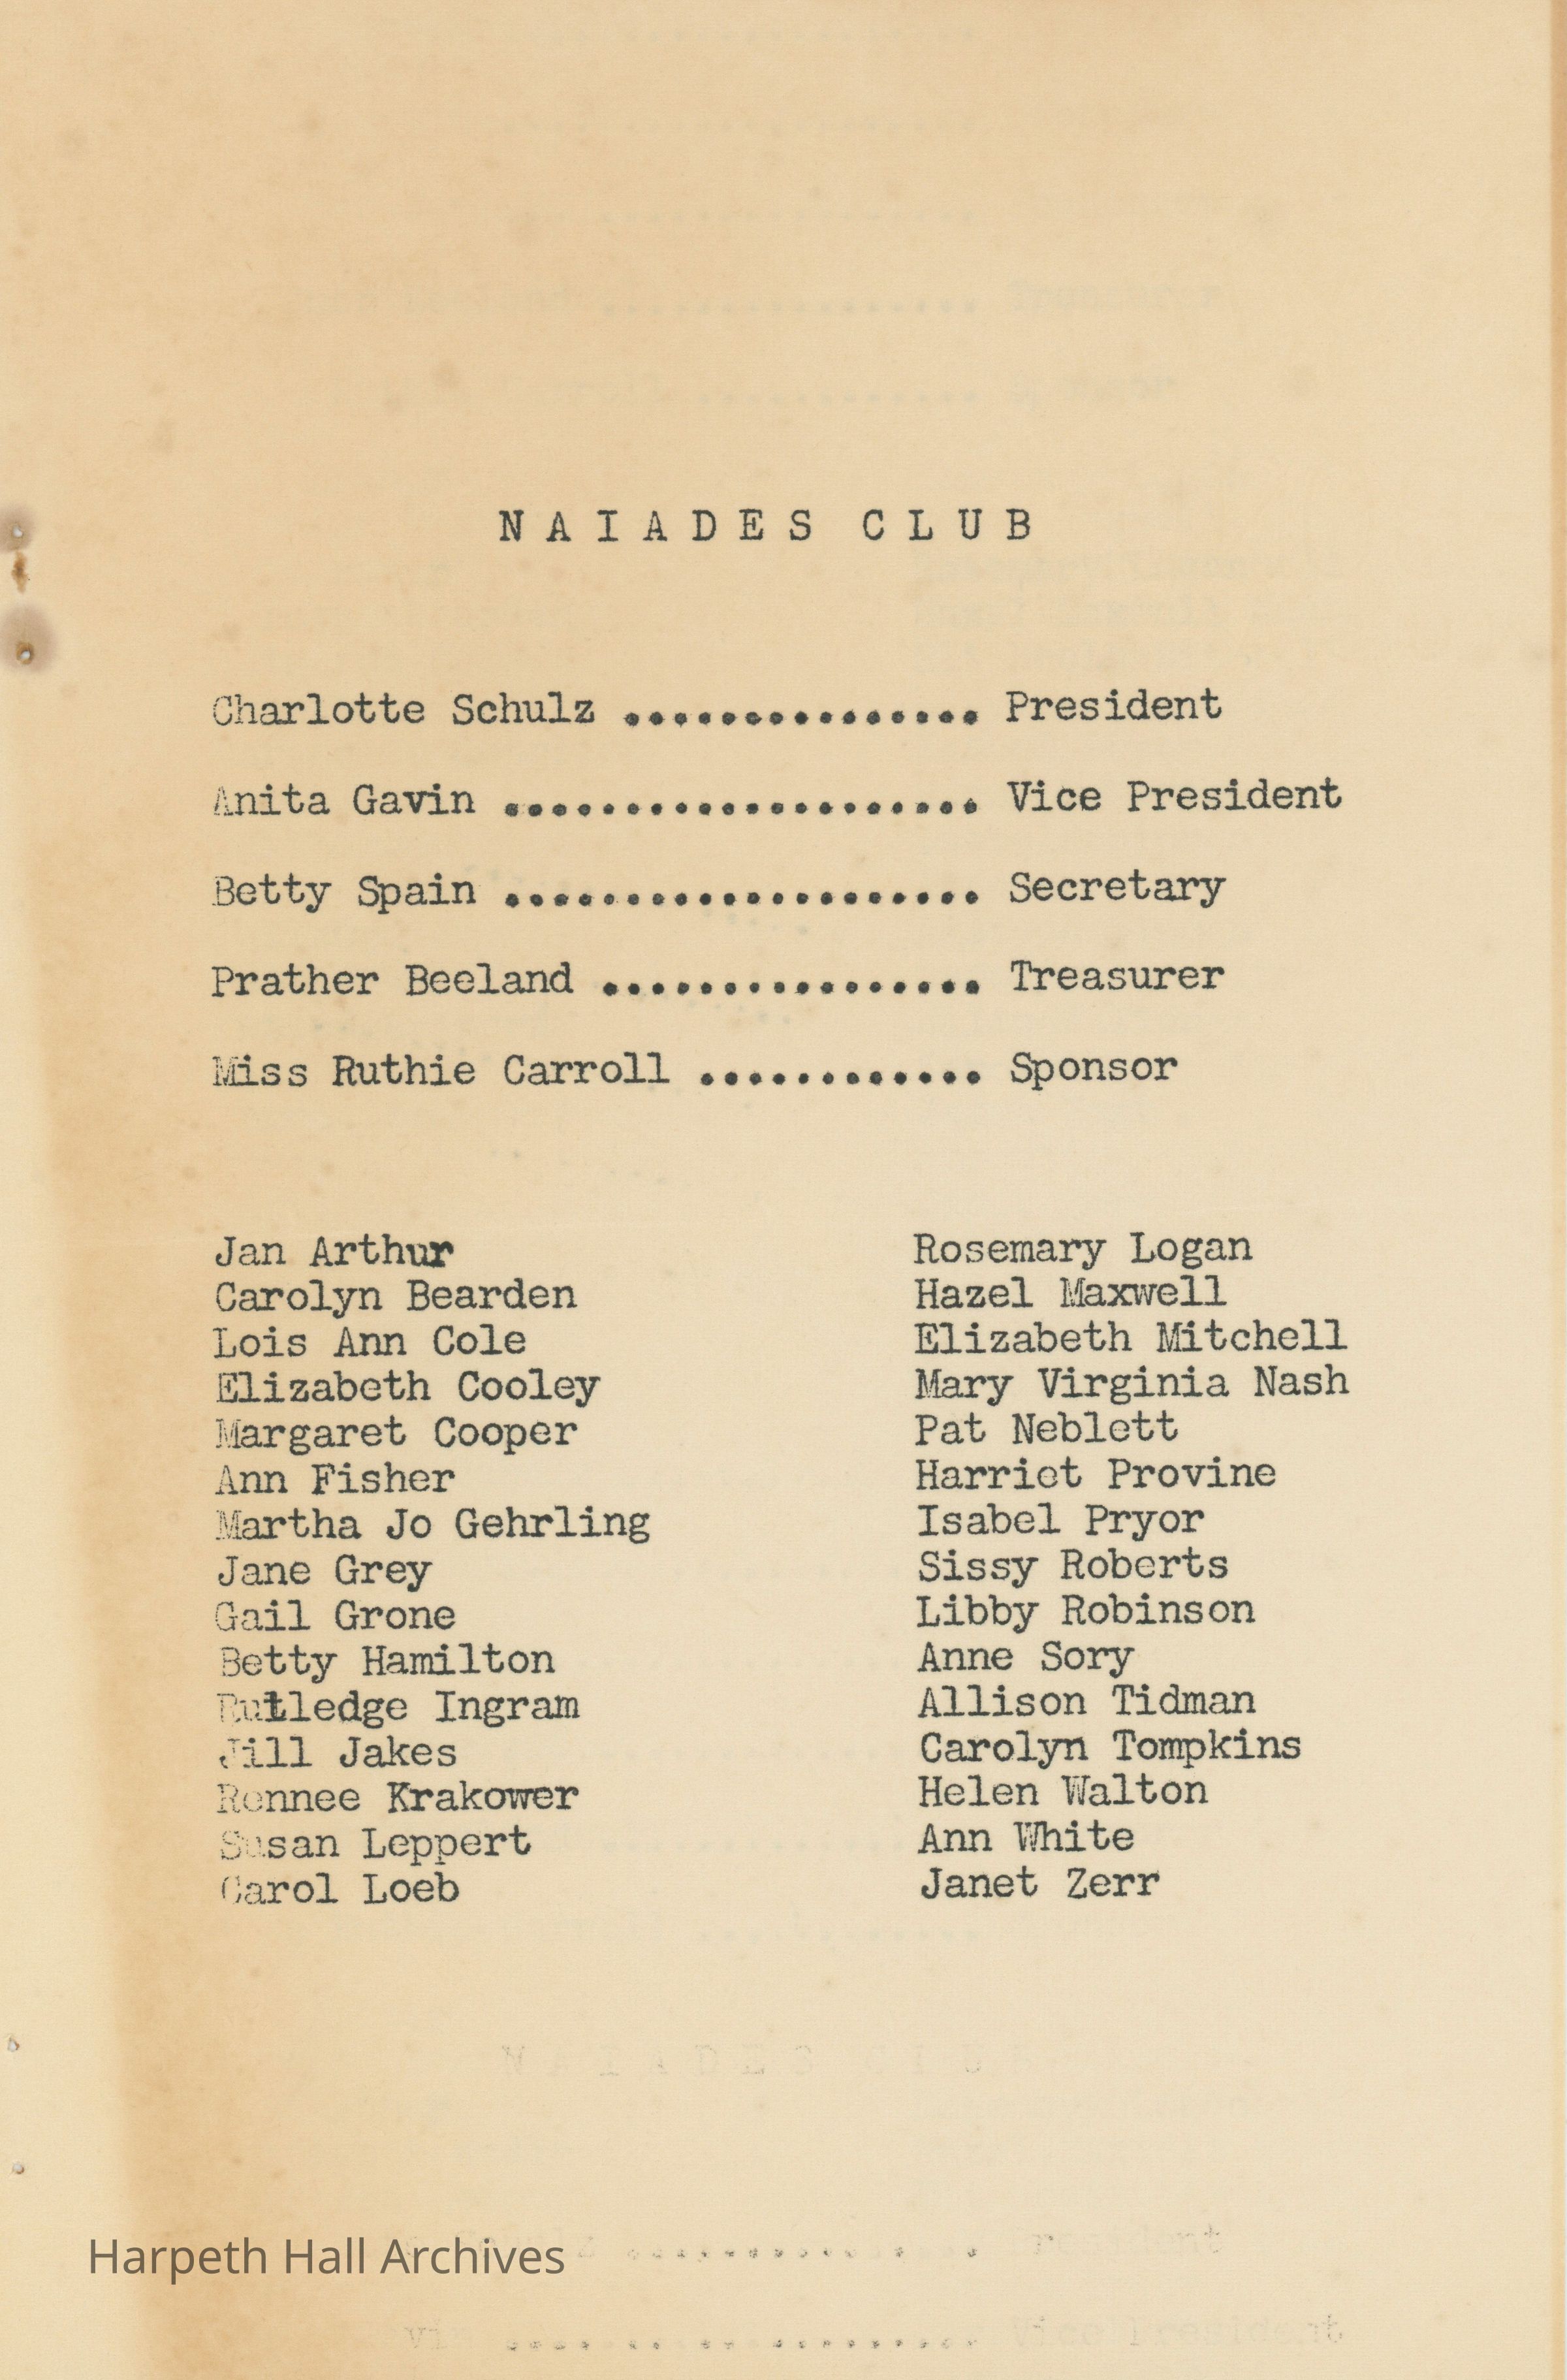 NAIADES CLUB
Charlotte Schulz ............... President
Anita Gavin .................... Vice President
Betty Spain .................... Secretary
Prather Beeland ................ Treasurer
Miss Ruthie Carroll ............ Sponsor
Jan Arthur
Carolyn Bearden
Lois Ann Cole
Elizabeth Cooley
Margaret Cooper
Ann Fisher
Martha Jo Gehrling
Jane Grey
Gail Grone
Betty Hamilton
Rutledge Ingram
Jill Jakes
Rennee Krakower
Susan Leppert
Carol Loeb
Rosemary Logan
Hazel Maxwell
Elizabeth Mitchell
Mary Virginia Nash
Pat Neblett
Harriet Provine
Isabel Pryor
Sissy Roberts
Libby Robinson
Anne Sory
Allison Tidman
Carolyn Tompkins
Helen Walton
Ann White
Janet Zerr
Harpeth Hall Archives